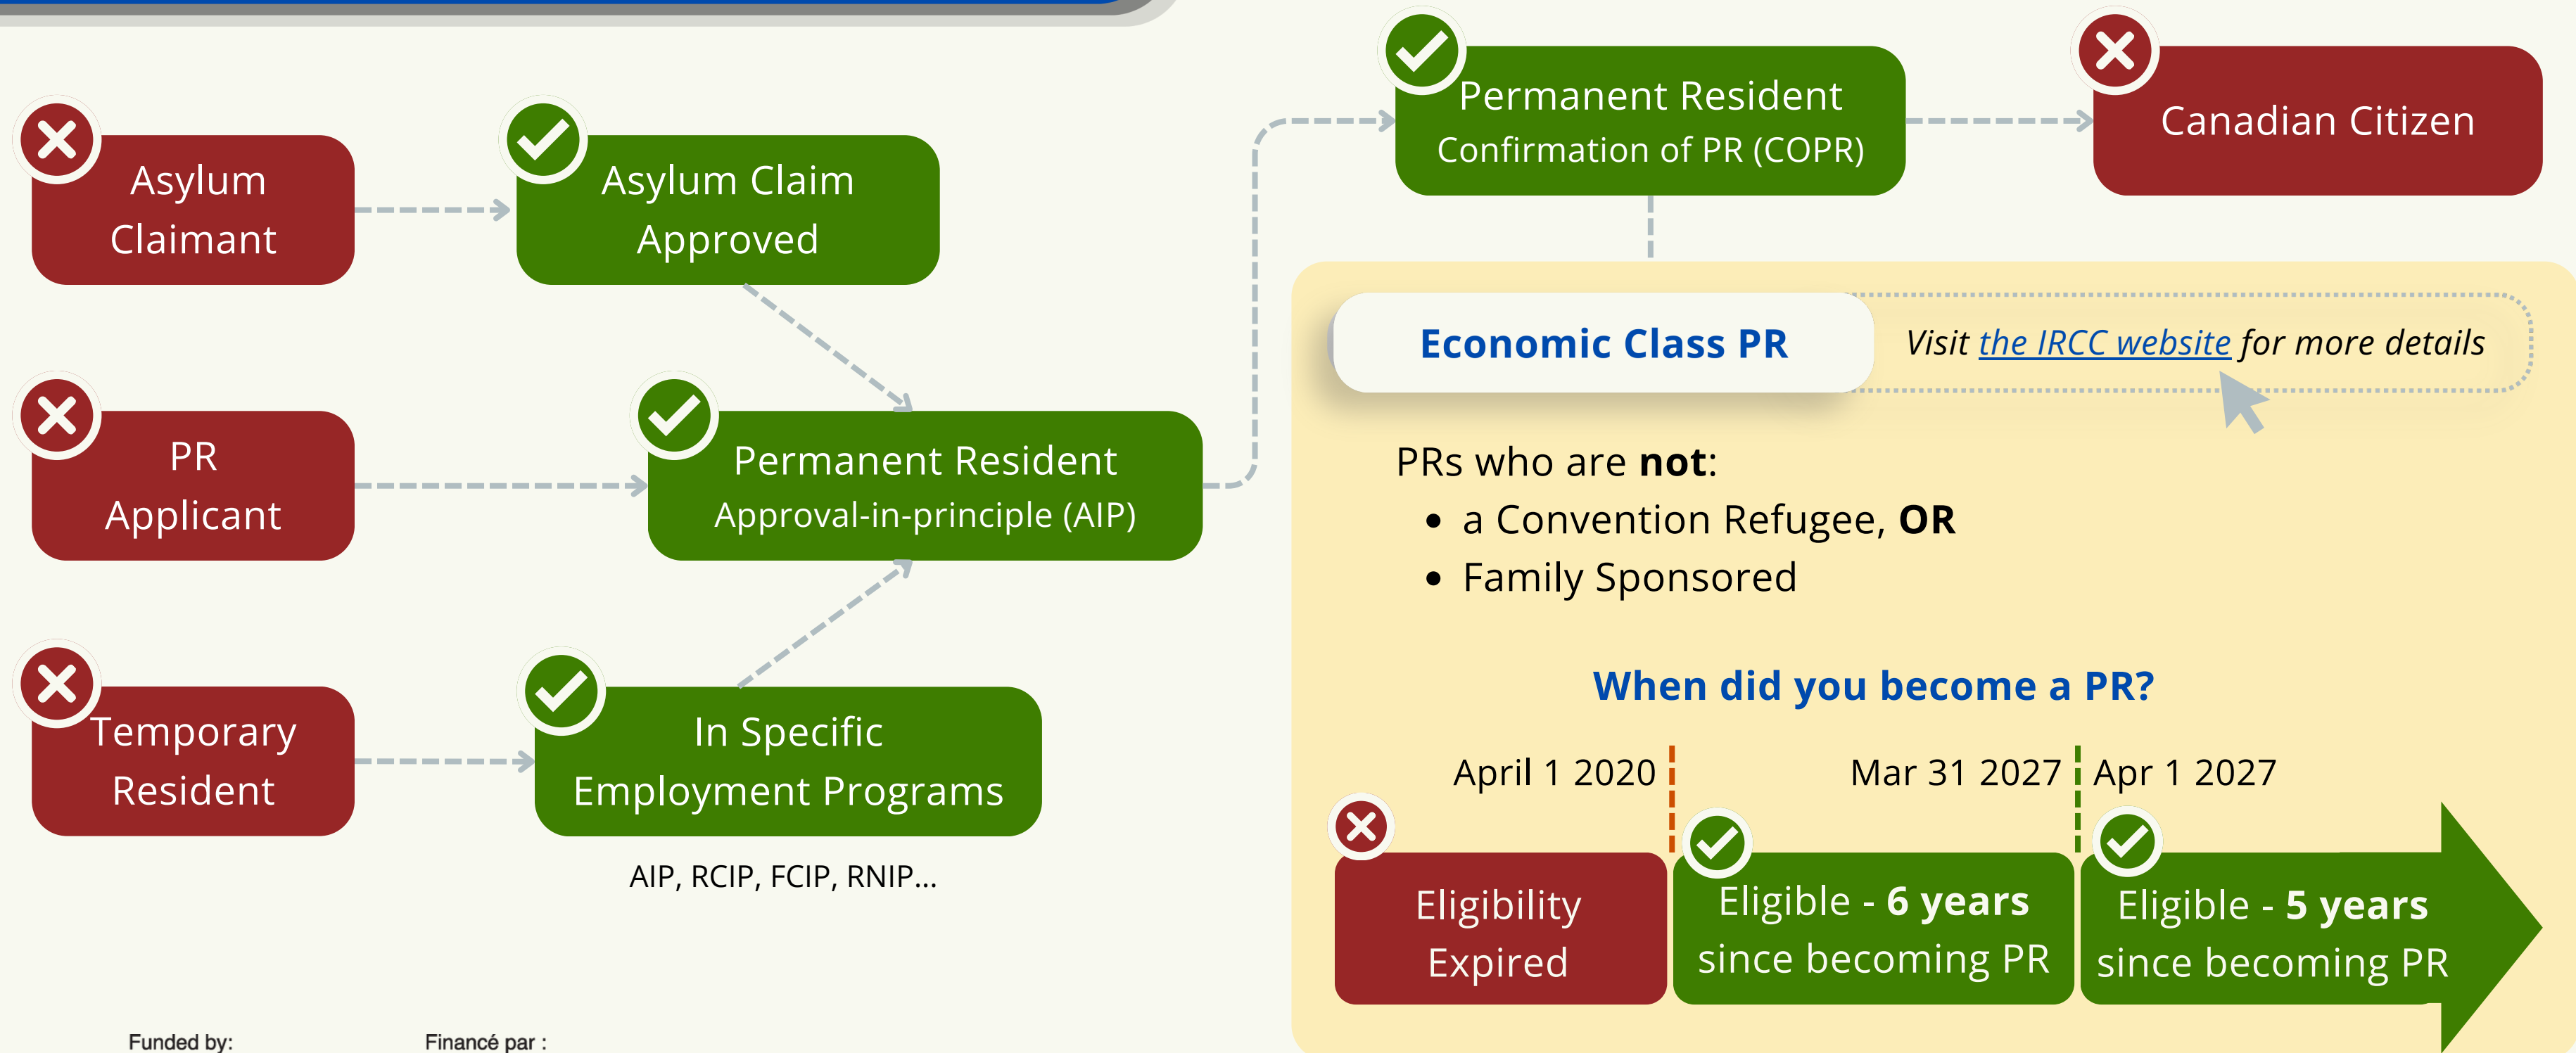 Asylum
Claimant
Asylum Claim
Approved
PR
Applicant
Permanent Resident
Approval-in-principle (AIP)
Temporary
Resident
In Specific
Employment Programs
AIP, RCIP, FCIP, RNIP...
Permanent Resident
Confirmation of PR (COPR)
Canadian Citizen
Economic Class PR
Visit the IRCC website for more details
PRs who are not:
• a Convention Refugee, OR
• Family Sponsored
When did you become a PR?
April 1 2020
Mar 31 2027
Apr 1 2027
Eligibility
Expired
Eligible - 6 years
since becoming PR
Eligible - 5 years
since becoming PR
Funded by:
Financé par :